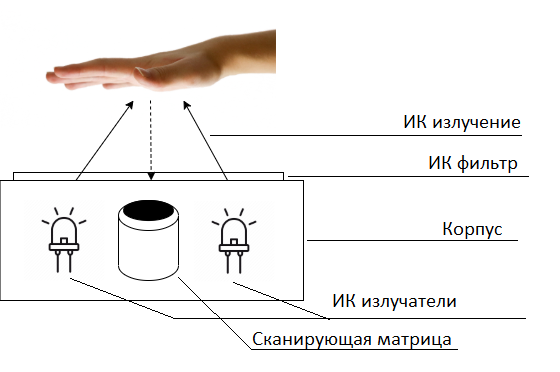 ИК излучение
ИК фильтр
Корпус
ИК излучатели
Сканирующая матрица